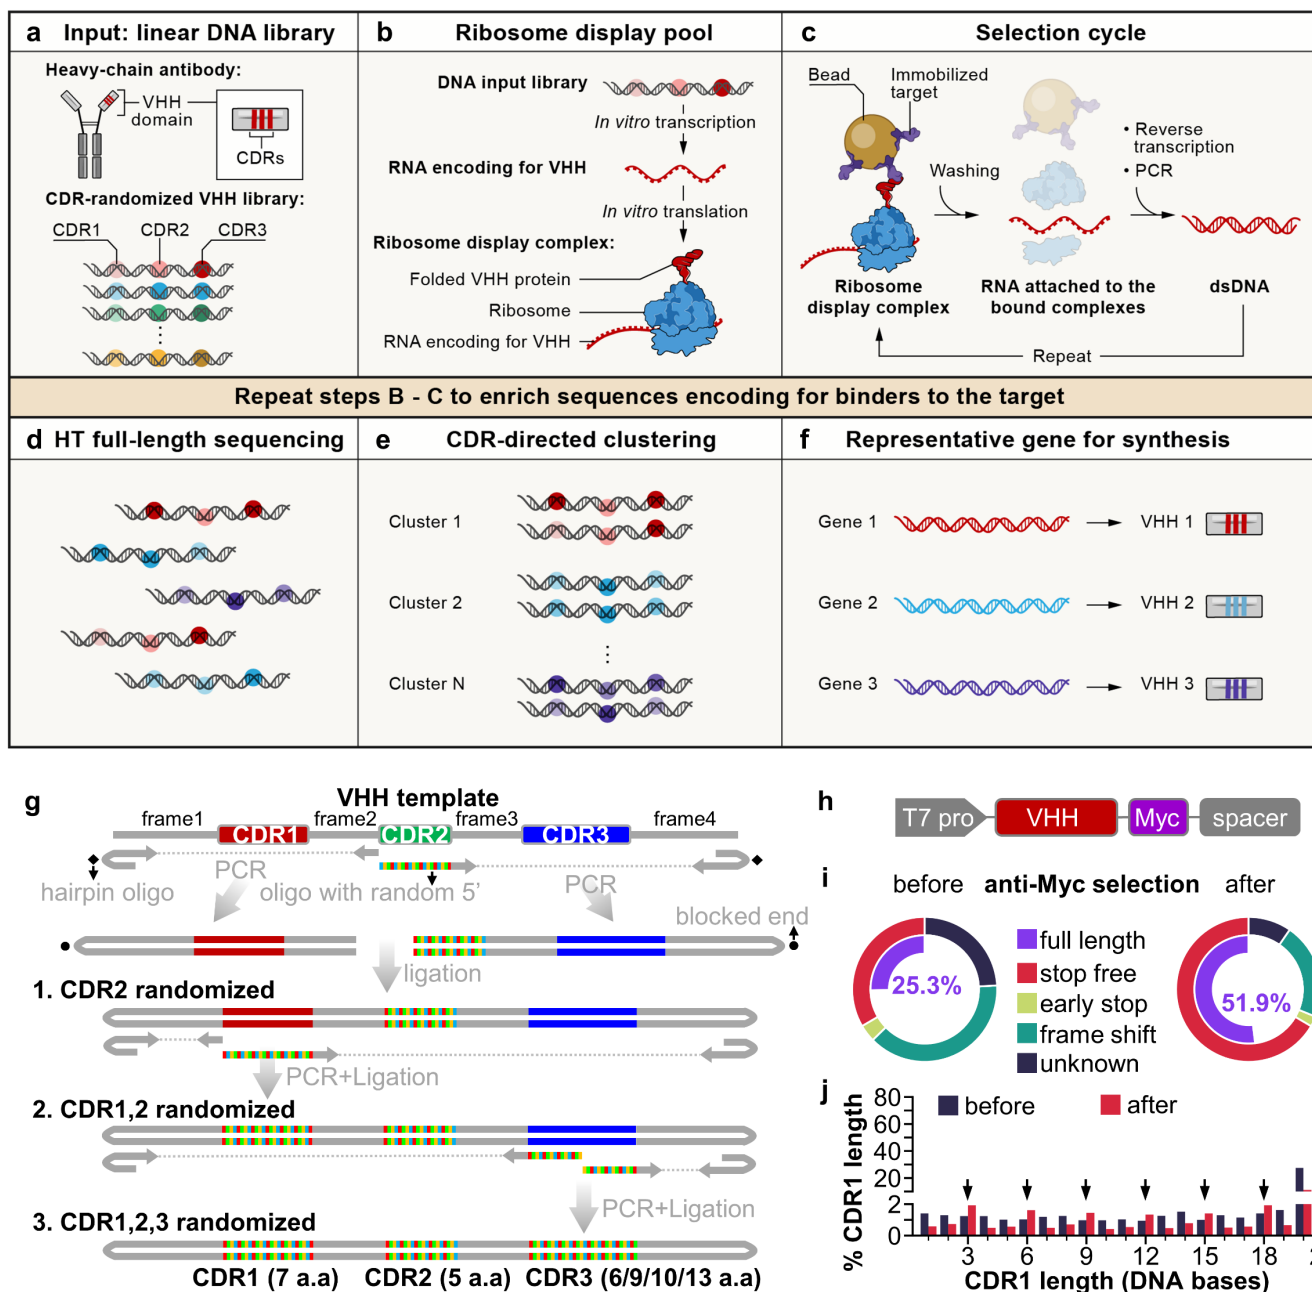 a Input: linear DNA library
Heavy-chain antibody:
VHH
domain
CDRs
CDR-randomized VHH library:
CDR1 CDR2 CDR3
b Ribosome display pool
DNA input library
In vitro transcription
RNA encoding for VHH
In vitro translation
Ribosome display complex:
Folded VHH protein
Ribosome
RNA encoding for VHH
c Selection cycle
Bead
Immobilized
target
Washing
• Reverse
transcription
• PCR
Ribosome
display complex
RNA attached to the
bound complexes
dsDNA
Repeat
Repeat steps B - C to enrich sequences encoding for binders to the target
d HT full-length sequencing
e CDR-directed clustering
Cluster 1
Cluster 2
Cluster N
f Representative gene for synthesis
Gene 1 VHH 1
Gene 2 VHH 2
Gene 3 VHH 3
g VHH template
frame1 frame2 frame3 frame4
CDR1 CDR2 CDR3
hairpin oligo
PCR
oligo with random 5'
PCR
blocked end
ligation
1. CDR2 randomized
PCR+Ligation
2. CDR1,2 randomized
PCR+Ligation
3. CDR1,2,3 randomized
CDR1 (7 a.a) CDR2 (5 a.a) CDR3 (6/9/10/13 a.a)
h
T7 pro VHH Myc spacer
i
before anti-Myc selection after
25.3%
full length
stop free
early stop
frame shift
unknown
51.9%
j
% CDR1 length
before after
80
60
40
20
2
1
0
3 6 9 12 15 18
CDR1 length (DNA bases)